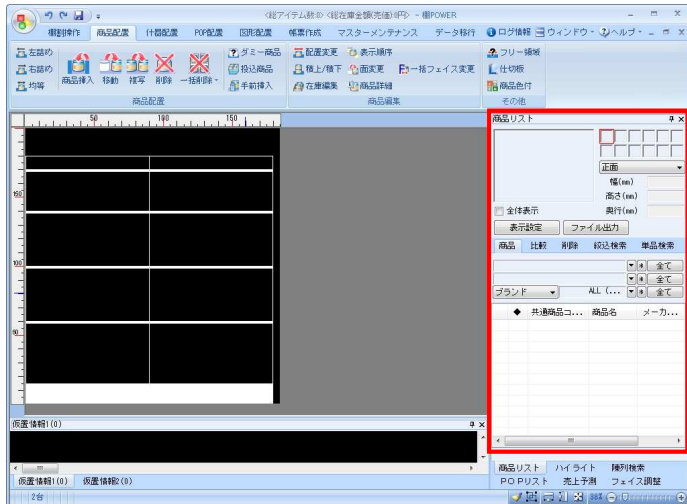 <総アイテム数:0> <総在庫金額(売価):0円> - 棚POWER
棚割操作 商品配置 什器配置 POP配置 図形配置 帳票作成 マスターメンテナンス データ移行 ログ情報 ウィンドウ ヘルプ
左詰め
右詰め
均等
商品挿入 移動 複写 削除 一括削除
ダミー商品
投込商品
手前挿入
商品配置
配置変更 表示順序
積上/積下 面変更 一括フェイス変更
在庫編集 商品詳細
商品編集
フリー領域
仕切板
商品色付
その他
50 100 150
150
100
50
商品リスト
正面
幅(mm)
高さ(mm)
奥行(mm)
全体表示
表示設定 ファイル出力
商品 比較 削除 絞込検索 単品検索
* 全て
* 全て
ブランド ALL (... * 全て
◆ 共通商品コ... 商品名 メーカ...
仮置情報1(0)
仮置情報1(0) 仮置情報2(0)
商品リスト ハイライト 陳列検索
POPリスト 売上予測 フェイス調整
2台
38%